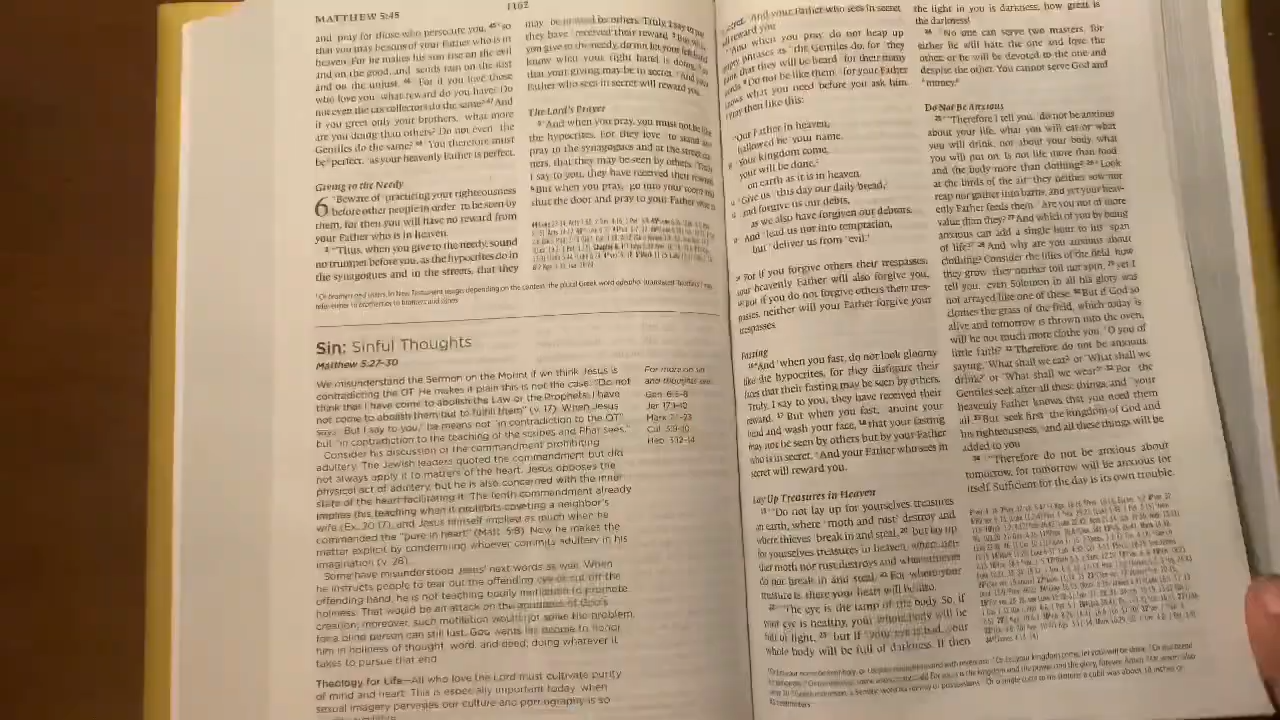 MATTHEW 5:45
1162
and pray for those who persecute you, 45 so
that you may be sons of your Father who is in
heaven. For he makes his sun rise on the evil
and on the good, and sends rain on the just
and on the unjust. 46 For if you love those
who love you, what reward do you have? Do
not even the tax collectors do the same? 47 And
if you greet only your brothers, what more
are you doing than others? Do not even the
Gentiles do the same? 48 You therefore must
be perfect, as your heavenly Father is perfect.
Giving to the Needy
6 "Beware of practicing your righteousness
before other people in order to be seen by
them, for then you will have no reward from
your Father who is in heaven.
2 "Thus, when you give to the needy, sound
no trumpet before you, as the hypocrites do in
the synagogues and in the streets, that they
may be praised by others. Truly, I say to you,
they have received their reward. 3 But when
you give to the needy, do not let your left hand
know what your right hand is doing, 4 so
that your giving may be in secret. And your
Father who sees in secret will reward you.
The Lord's Prayer
5 "And when you pray, you must not be like
the hypocrites. For they love to stand and
pray in the synagogues and at the street cor-
ners, that they may be seen by others. Truly,
I say to you, they have received their reward.
6 But when you pray, go into your room and
shut the door and pray to your Father who is
Sin: Sinful Thoughts
Matthew 5:27-30
We misunderstand the Sermon on the Mount if we think Jesus is
contradicting the OT. He makes it plain this is not the case: "Do not
think that I have come to abolish the Law or the Prophets; I have
not come to abolish them but to fulfill them" (v. 17). When Jesus
says, "But I say to you," he means not "in contradiction to the OT"
but "in contradiction to the teaching of the scribes and Pharisees."
Consider his discussion of the commandment prohibiting
adultery. The Jewish leaders quoted the commandment but did
not always apply it to matters of the heart. Jesus opposes the
physical act of adultery, but he is also concerned with the inner
state of the heart facilitating it. The tenth commandment already
implies this teaching when it prohibits coveting a neighbor's
wife (Ex. 20:17), and Jesus himself implied as much when he
commanded the "pure in heart" (Matt. 5:8). Now he makes the
matter explicit by condemning whoever commits adultery in his
imagination (v. 28).
Some have misunderstood Jesus' next words as well. When
he instructs people to tear out the offending eye or cut off the
offending hand, he is not teaching bodily mutilation to promote
holiness. That would be an attack on the goodness of God's
creation; moreover, such mutilation would not solve the problem,
for a blind person can still lust. God wants his people to honor
him in holiness of thought, word, and deed, doing whatever it
takes to pursue that end.
Theology for Life—All who love the Lord must cultivate purity
of mind and heart. This is especially important today, when
sexual imagery pervades our culture and pornography is so
For more on sin
and thoughts see:
Gen 6:5-8
Jer 17:1-10
Mark 7:1-23
Col 3:9-10
Heb 3:12-14
secret. And your Father who sees in secret
will reward you.
"And when you pray, do not heap up
empty phrases as the Gentiles do, for they
think that they will be heard for their many
words. 8 Do not be like them, for your Father
knows what you need before you ask him.
Pray then like this:
"Our Father in heaven,
hallowed be your name.
Your kingdom come,
your will be done,
on earth as it is in heaven.
Give us this day our daily bread,
and forgive us our debts,
as we also have forgiven our debtors.
And lead us not into temptation,
but deliver us from evil.
For if you forgive others their trespasses,
your heavenly Father will also forgive you,
but if you do not forgive others their tres-
passes, neither will your Father forgive your
trespasses.
Fasting
16 "And when you fast, do not look gloomy
like the hypocrites, for they disfigure their
faces that their fasting may be seen by others.
Truly, I say to you, they have received their
reward. 17 But when you fast, anoint your
head and wash your face, 18 that your fasting
may not be seen by others but by your Father
who is in secret. And your Father who sees in
secret will reward you.
Lay Up Treasures in Heaven
19 "Do not lay up for yourselves treasures
on earth, where moth and rust destroy and
where thieves break in and steal, 20 but lay up
for yourselves treasures in heaven, where nei-
ther moth nor rust destroys and where thieves
do not break in and steal. 21 For where your
treasure is, there your heart will be also.
22 "The eye is the lamp of the body. So, if
your eye is healthy, your whole body will be
full of light, 23 but if your eye is bad, your
whole body will be full of darkness. If then
the light in you is darkness, how great is
the darkness!
24 "No one can serve two masters, for
either he will hate the one and love the
other, or he will be devoted to the one and
despise the other. You cannot serve God and
money.
Do Not Be Anxious
25 "Therefore I tell you, do not be anxious
about your life, what you will eat or what
you will drink, nor about your body, what
you will put on. Is not life more than food,
and the body more than clothing? 26 Look
at the birds of the air: they neither sow nor
reap nor gather into barns, and yet your heav-
enly Father feeds them. Are you not of more
value than they? 27 And which of you by being
anxious can add a single hour to his span
of life? 28 And why are you anxious about
clothing? Consider the lilies of the field, how
they grow: they neither toil nor spin, 29 yet I
tell you, even Solomon in all his glory was
not arrayed like one of these. 30 But if God so
clothes the grass of the field, which today is
alive and tomorrow is thrown into the oven,
will he not much more clothe you, O you of
little faith? 31 Therefore do not be anxious,
saying, 'What shall we eat?' or 'What shall we
drink?' or 'What shall we wear?' 32 For the
Gentiles seek after all these things, and your
heavenly Father knows that you need them
all. 33 But seek first the kingdom of God and
his righteousness, and all these things will be
added to you.
34 "Therefore do not be anxious about
tomorrow, for tomorrow will be anxious for
itself. Sufficient for the day is its own trouble.